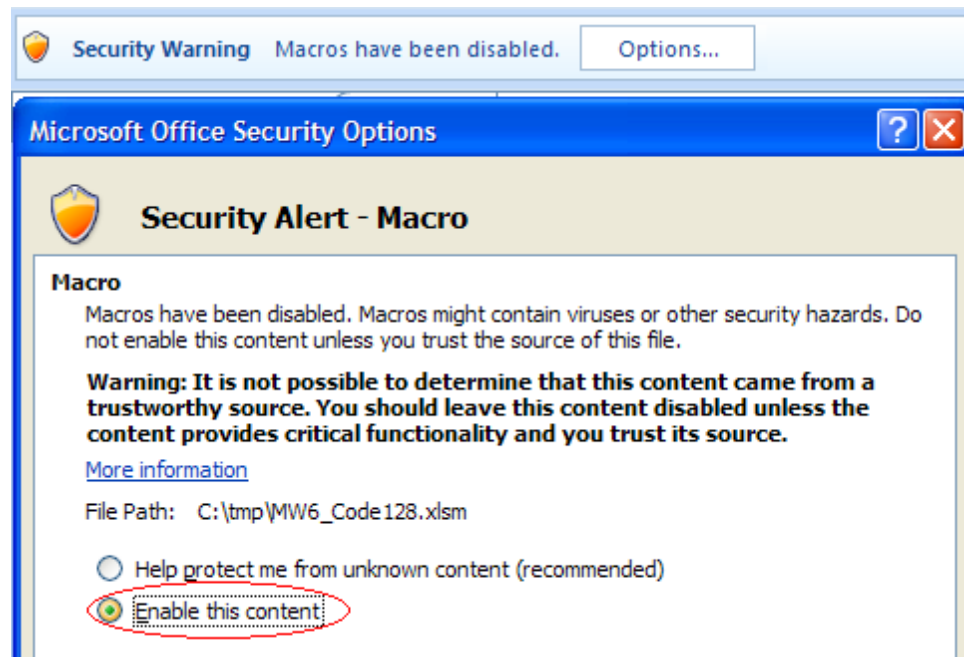 Security Warning Macros have been disabled. Options...
Microsoft Office Security Options
Security Alert - Macro
Macro
Macros have been disabled. Macros might contain viruses or other security hazards. Do
not enable this content unless you trust the source of this file.
Warning: It is not possible to determine that this content came from a
trustworthy source. You should leave this content disabled unless the
content provides critical functionality and you trust its source.
More information
File Path: C:\tmp\MW6_Code128.xlsm
Help protect me from unknown content (recommended)
Enable this content